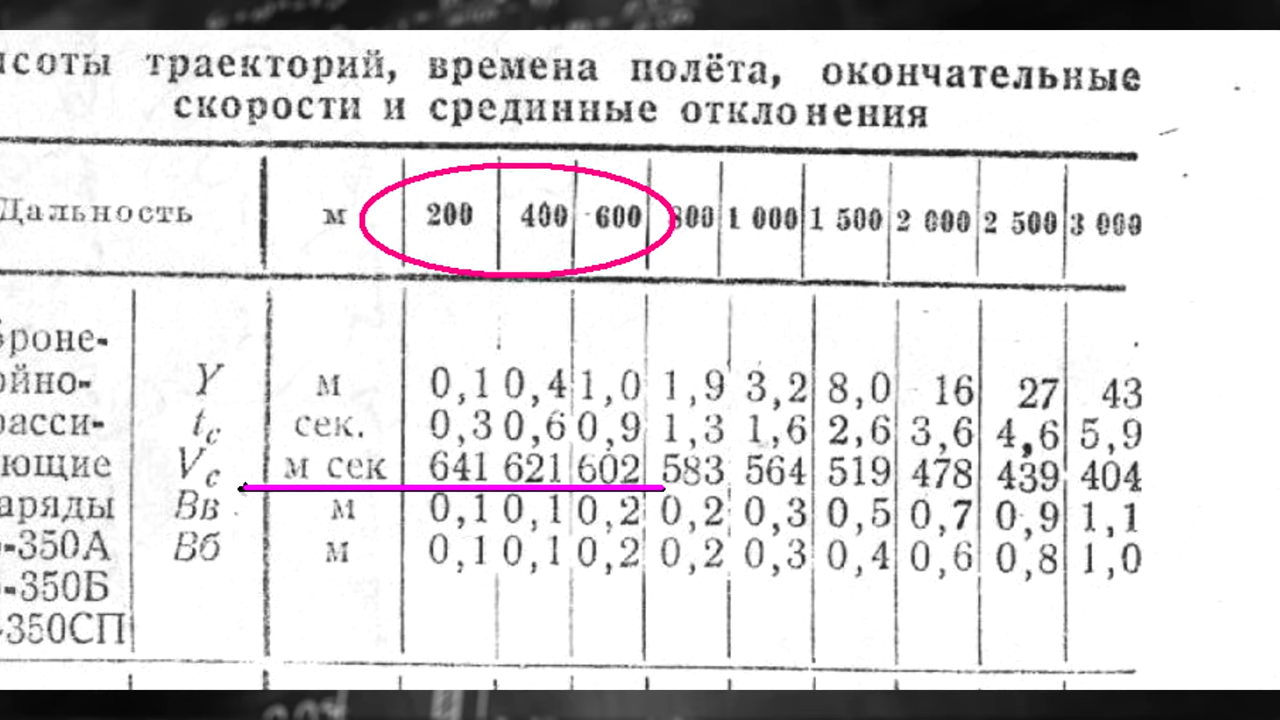 ысоты траекторий, времена полёта, окончательные
скорости и срединные отклонения
Дальность м 200 400 600 800 1 000 1 500 2 000 2 500 3 000
Броне-
ойно- Y м 0,1 0,4 1,0 1,9 3,2 8,0 16 27 43
расси- tс сек. 0,3 0,6 0,9 1,3 1,6 2,6 3,6 4,6 5,9
ющие Vс м сек 641 621 602 583 564 519 478 439 404
аряды Вв м 0,1 0,1 0,2 0,2 0,3 0,5 0,7 0,9 1,1
-350А Вб м 0,1 0,1 0,2 0,2 0,3 0,4 0,6 0,8 1,0
-350Б
-350СП